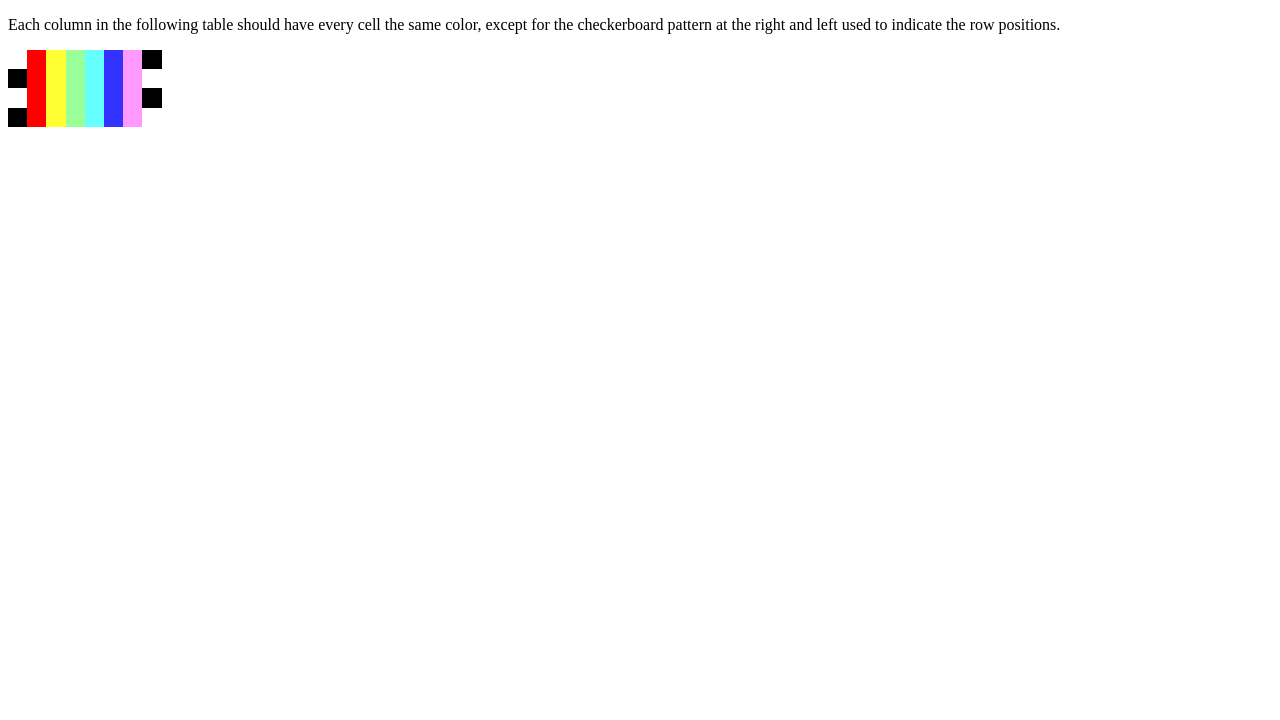 Each column in the following table should have every cell the same color, except for the checkerboard pattern at the right and left used to indicate the row positions.